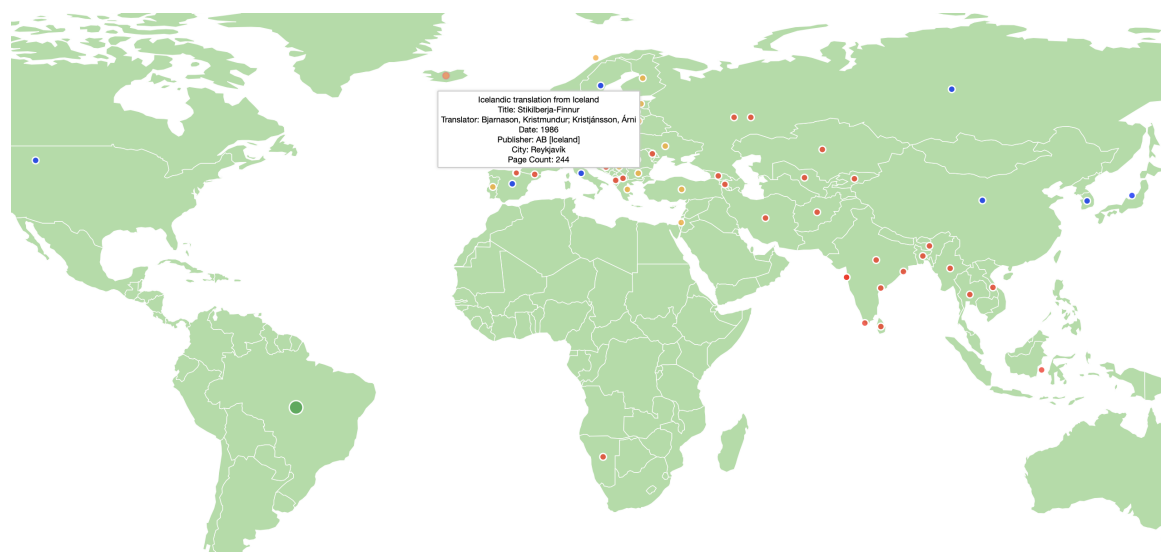 Icelandic translation from Iceland
Title: Stikilberja-Finnur
Translator: Bjarnason, Kristmundur; Kristjánsson, Árni
Date: 1986
Publisher: AB [Iceland]
City: Reykjavík
Page Count: 244